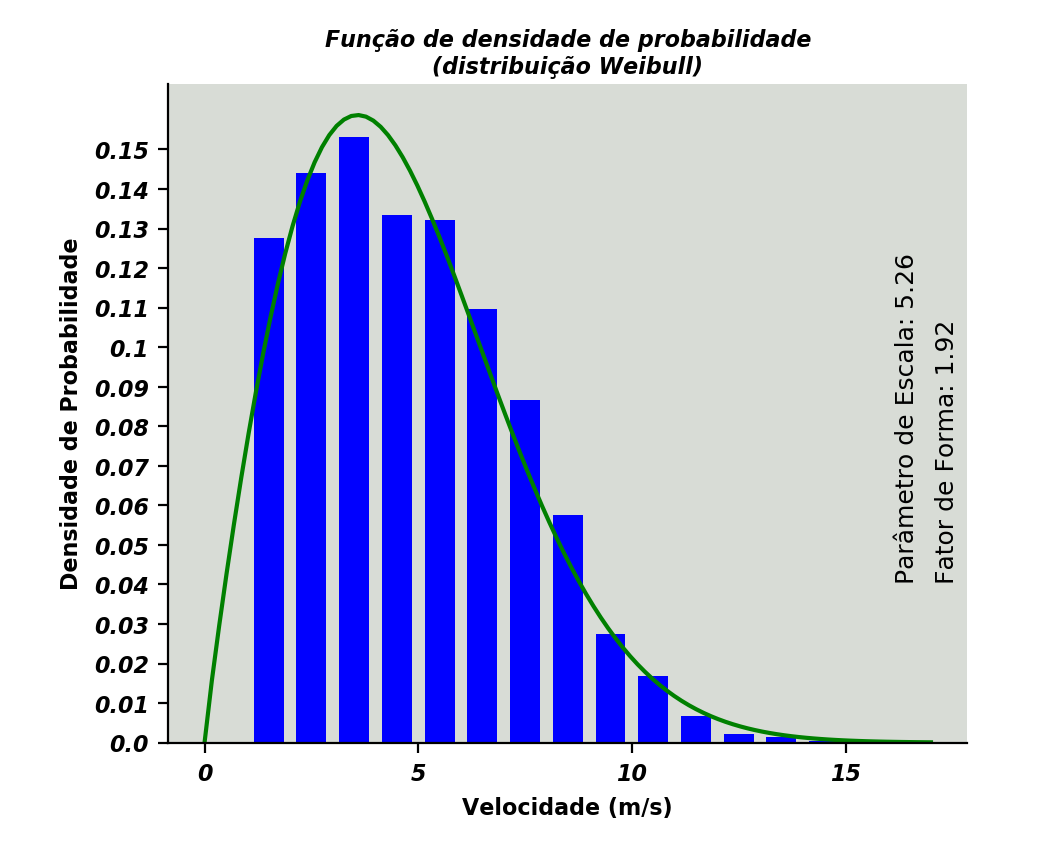 Função de densidade de probabilidade
(distribuição Weibull)
Densidade de Probabilidade
0.15
0.14
0.13
0.12
0.11
0.1
0.09
0.08
0.07
0.06
0.05
0.04
0.03
0.02
0.01
0.0
Parâmetro de Escala: 5.26
Fator de Forma: 1.92
0 5 10 15
Velocidade (m/s)